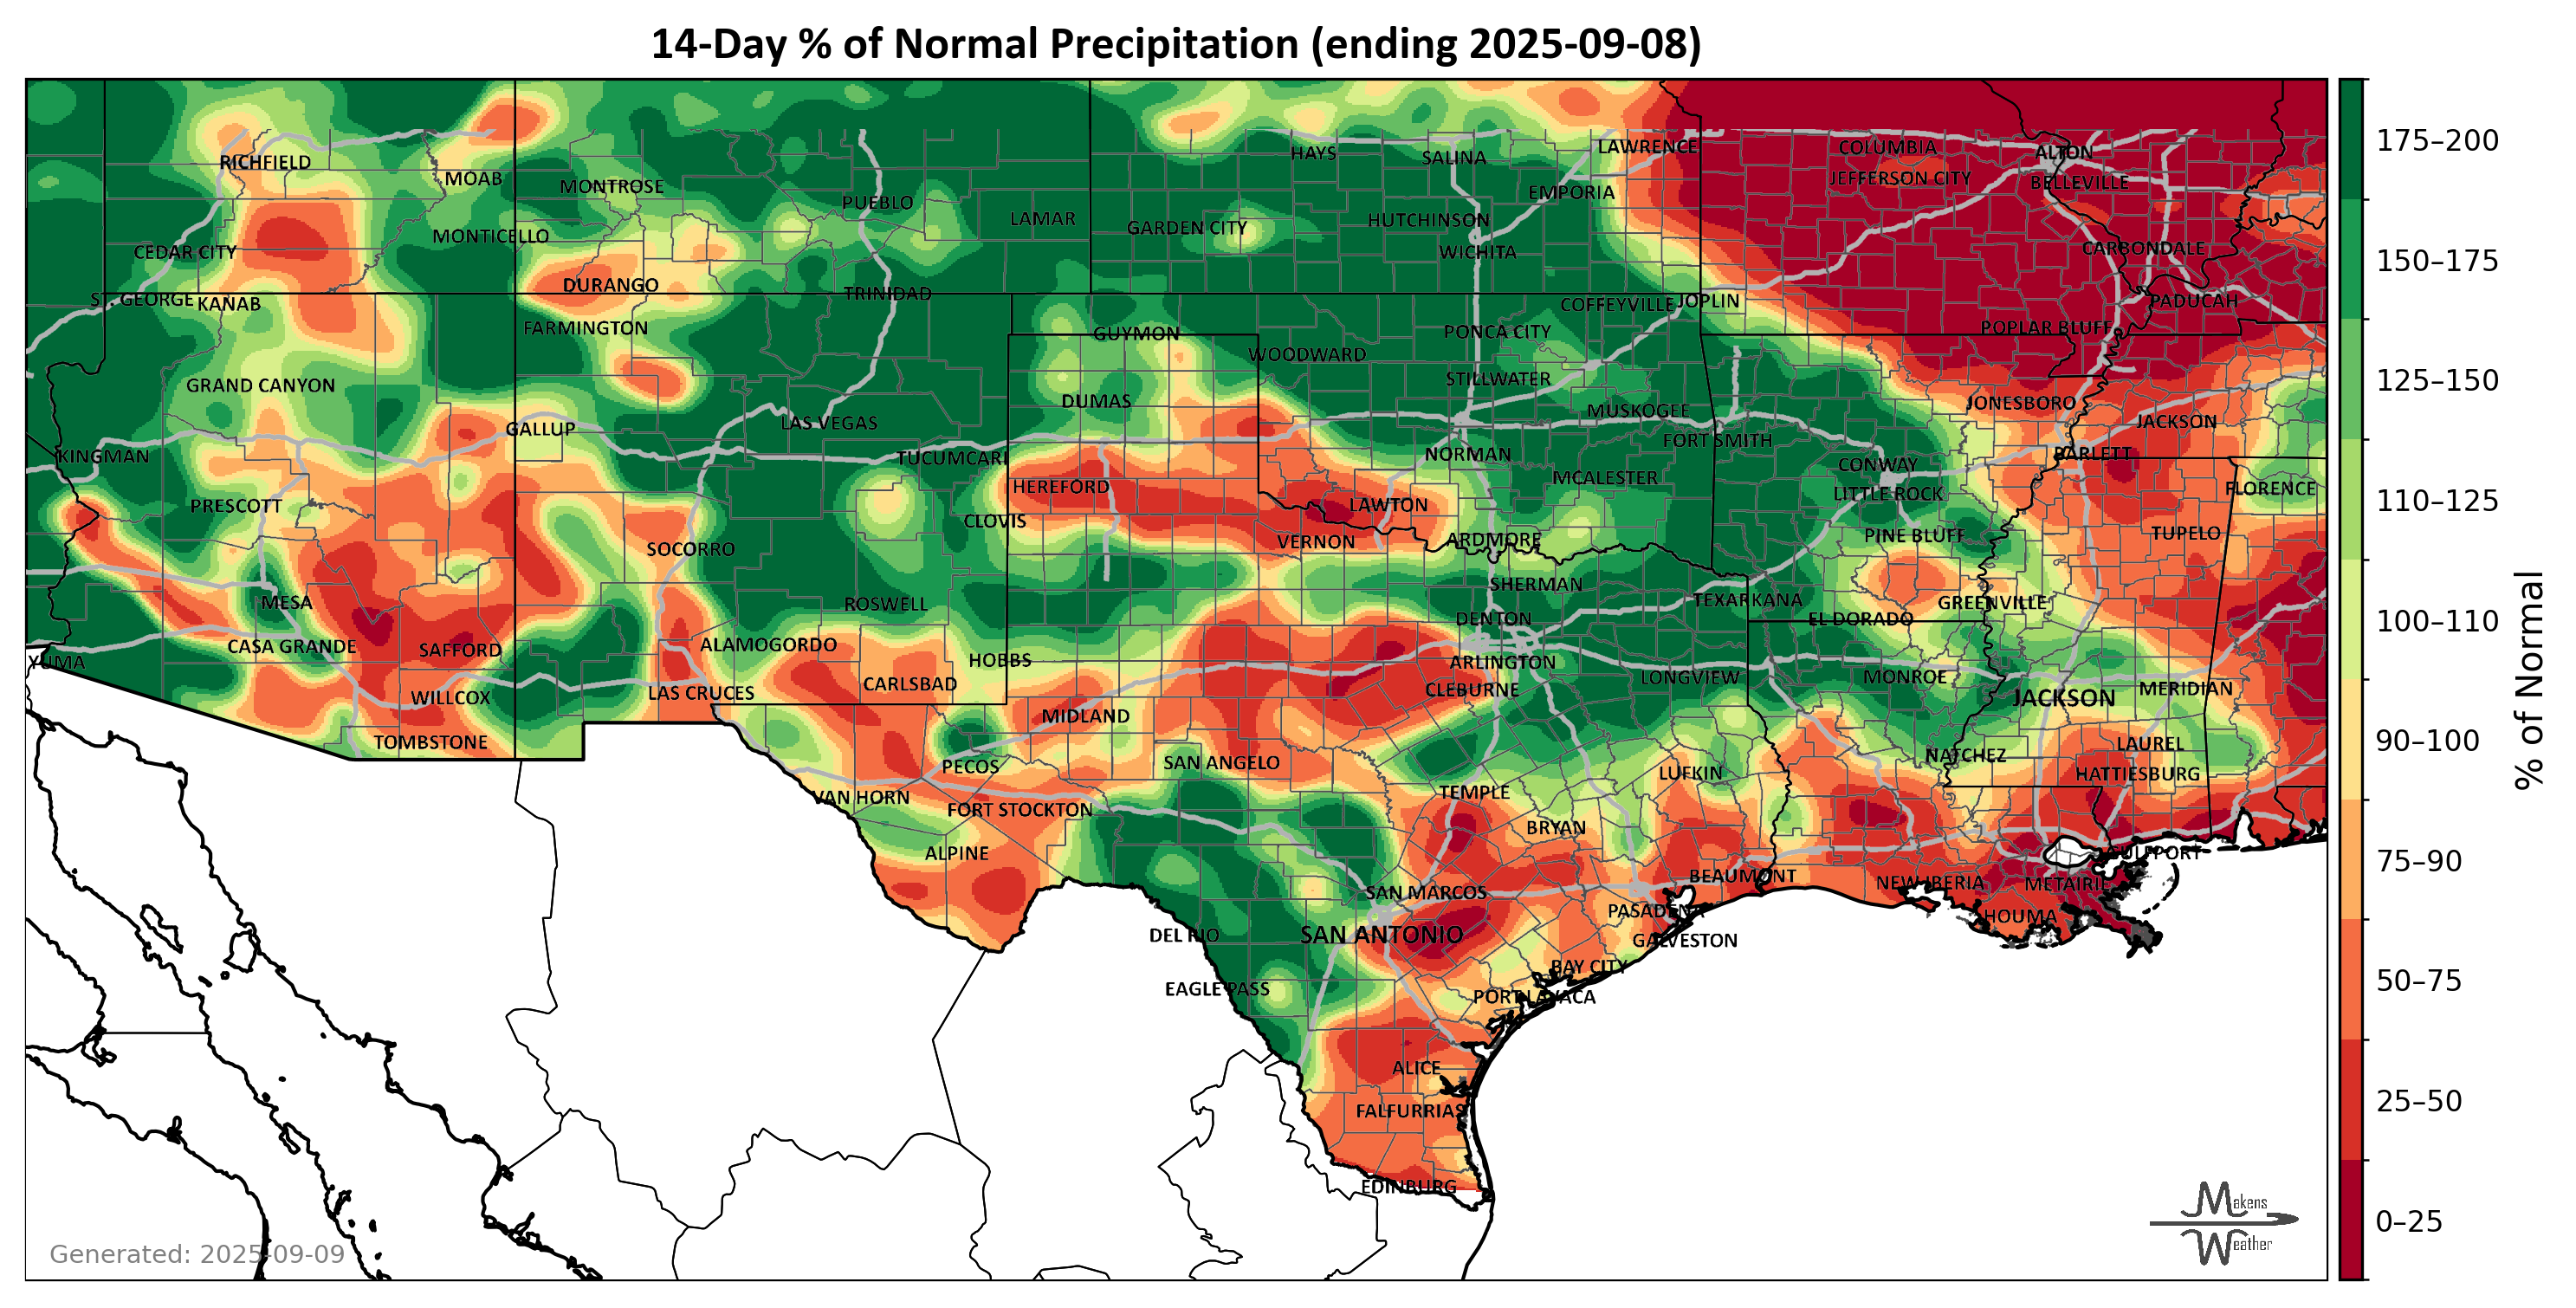 14-Day % of Normal Precipitation (ending 2025-09-08)
RICHFIELD
MOAB
MONTROSE
PUEBLO
LAMAR
HAYS
SALINA
LAWRENCE
COLUMBIA
ALTON
JEFFERSON CITY
BELLEVILLE
EMPORIA
GARDEN CITY
HUTCHINSON
WICHITA
CEDAR CITY
MONTICELLO
CARBONDALE
DURANGO
TRINIDAD
ST. GEORGE
KANAB
COFFEYVILLE
JOPLIN
PADUCAH
FARMINGTON
GUYMON
PONCA CITY
POPLAR BLUFF
WOODWARD
GRAND CANYON
STILLWATER
DUMAS
MUSKOGEE
JONESBORO
JACKSON
GALLUP
LAS VEGAS
FORT SMITH
KINGMAN
TUCUMCARI
NORMAN
BARLETT
CONWAY
HEREFORD
MCALESTER
LITTLE ROCK
FLORENCE
PRESCOTT
LAWTON
CLOVIS
PINE BLUFF
TUPELO
SOCORRO
VERNON
ARDMORE
SHERMAN
MESA
ROSWELL
TEXARKANA
GREENVILLE
DENTON
EL DORADO
CASA GRANDE
SAFFORD
ALAMOGORDO
HOBBS
ARLINGTON
YUMA
CARLSBAD
CLEBURNE
LONGVIEW
MONROE
MERIDIAN
WILLCOX
LAS CRUCES
JACKSON
MIDLAND
TOMBSTONE
LAUREL
PECOS
SAN ANGELO
NATCHEZ
HATTIESBURG
LUFKIN
VAN HORN
FORT STOCKTON
TEMPLE
BRYAN
ALPINE
GULFPORT
SAN MARCOS
BEAUMONT
NEW IBERIA
METAIRIE
PASADENA
HOUMA
DEL RIO
SAN ANTONIO
GALVESTON
BAY CITY
EAGLE PASS
PORT LAVACA
ALICE
FALFURRIAS
EDINBURG
175–200
150–175
125–150
110–125
100–110
90–100
75–90
50–75
25–50
0–25
% of Normal
Makens
Weather
Generated: 2025-09-09